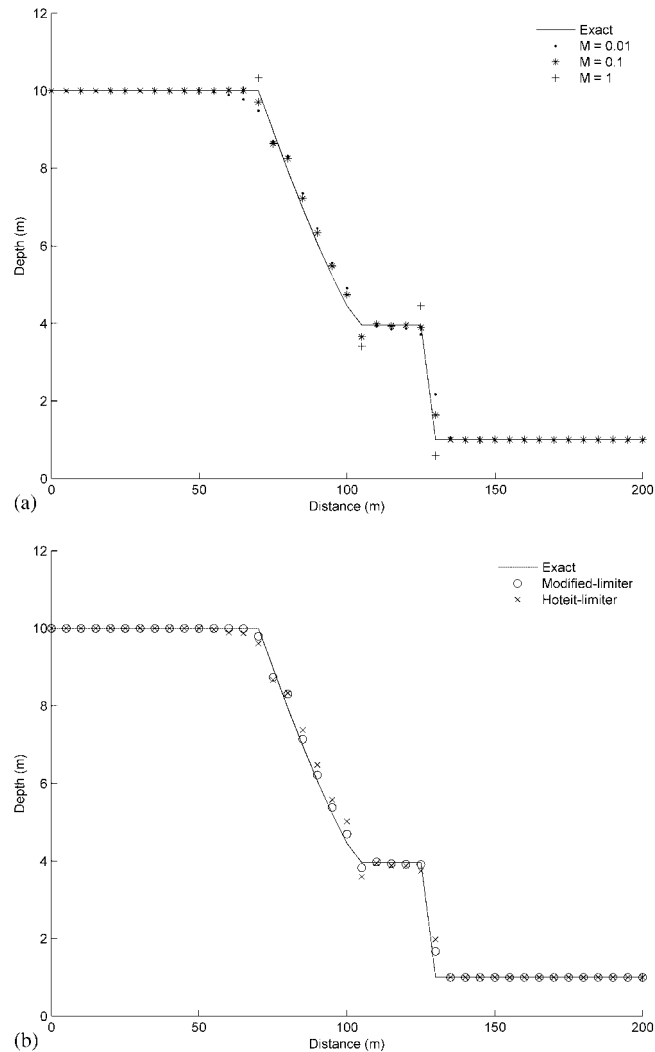 12
10
8
6
4
2
0
Depth (m)
Exact
M = 0.01
M = 0.1
M = 1
0
50
100
150
200
Distance (m)
(a)
12
10
8
6
4
2
0
Depth (m)
Exact
Modified-limiter
Hoteit-limiter
0
50
100
150
200
Distance (m)
(b)